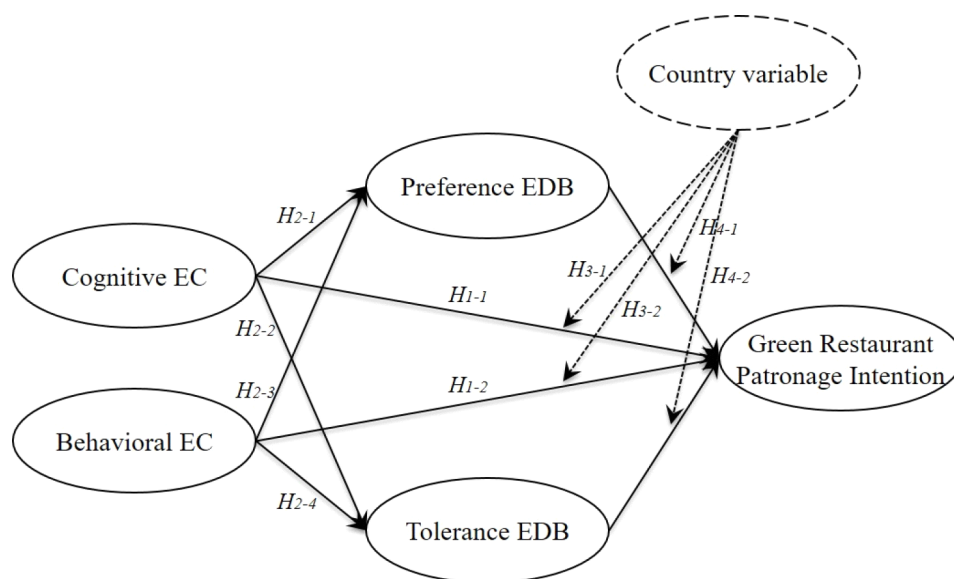 Country variable
Preference EDB
H2-1
H4-1
H3-1
H4-2
Cognitive EC
H1-1
H3-2
H2-2
Green Restaurant
Patronage Intention
H2-3
H1-2
Behavioral EC
H2-4
Tolerance EDB